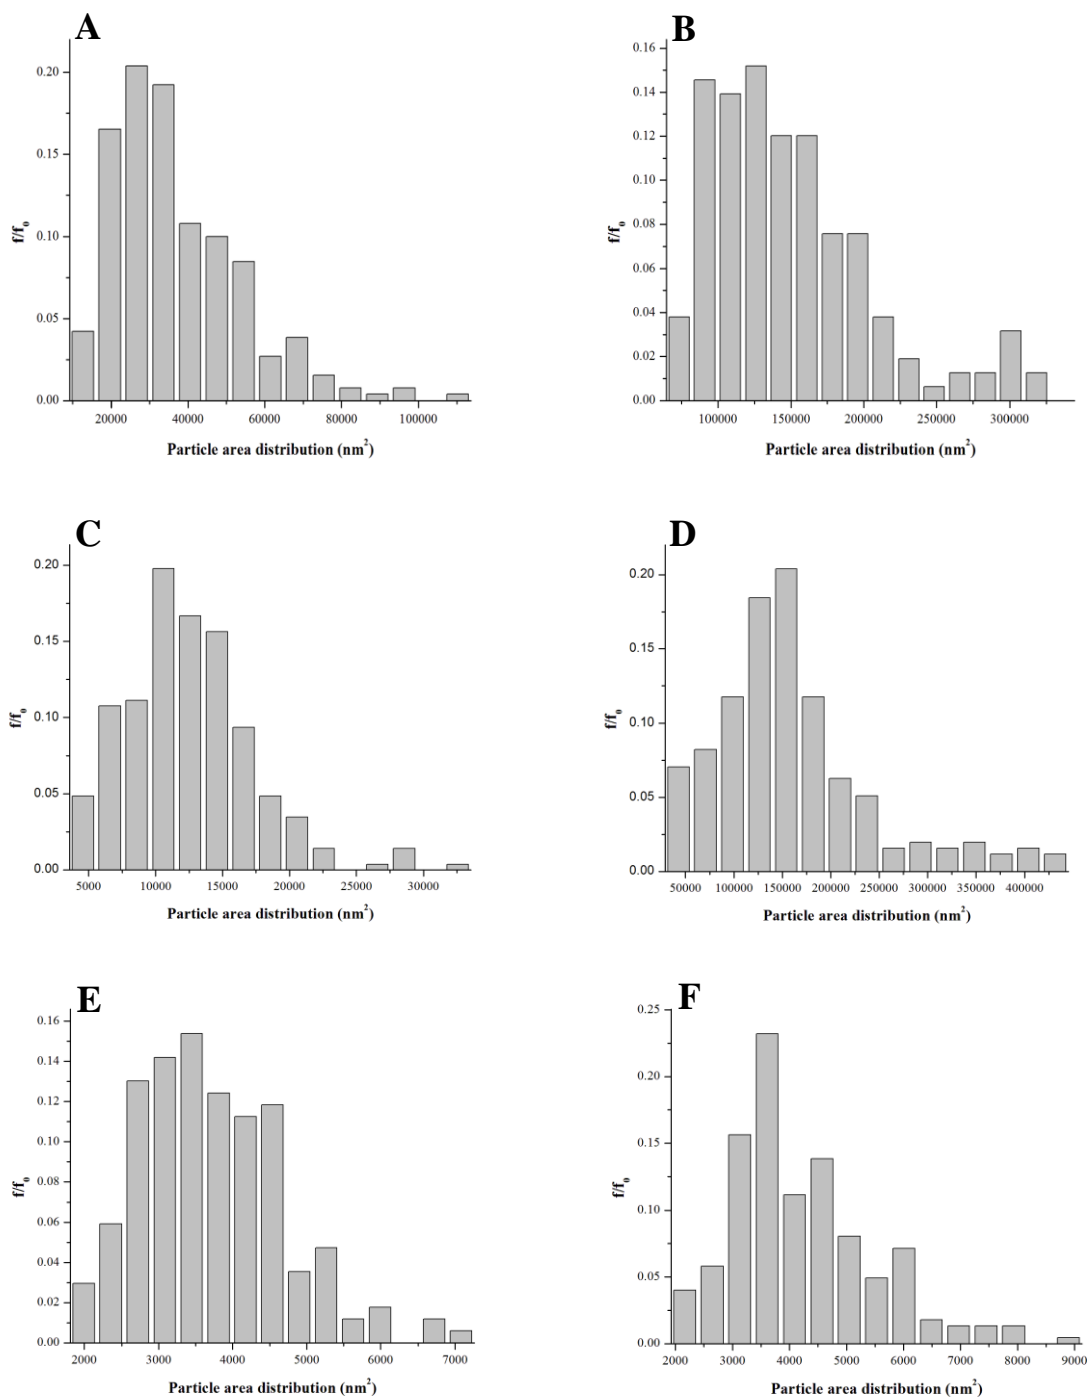 A
f/f₀
0.20
0.15
0.10
0.05
0.00
20000 40000 60000 80000 100000
Particle area distribution (nm²)
B
f/f₀
0.16
0.14
0.12
0.10
0.08
0.06
0.04
0.02
0.00
100000 150000 200000 250000 300000
Particle area distribution (nm²)
C
f/f₀
0.20
0.15
0.10
0.05
0.00
5000 10000 15000 20000 25000 30000
Particle area distribution (nm²)
D
f/f₀
0.20
0.15
0.10
0.05
0.00
50000 100000 150000 200000 250000 300000 350000 400000
Particle area distribution (nm²)
E
f/f₀
0.16
0.14
0.12
0.10
0.08
0.06
0.04
0.02
0.00
2000 3000 4000 5000 6000 7000
Particle area distribution (nm²)
F
f/f₀
0.25
0.20
0.15
0.10
0.05
0.00
2000 3000 4000 5000 6000 7000 8000 9000
Particle area distribution (nm²)